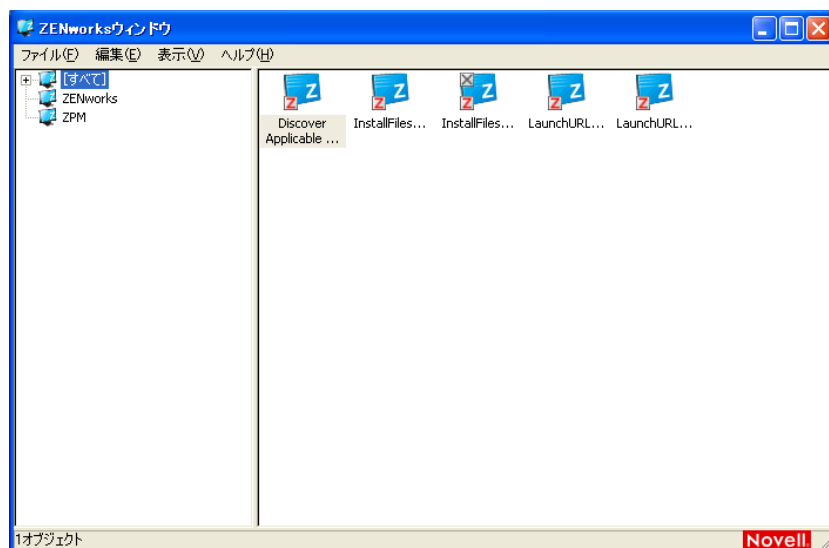 ZENworksウィンドウ
ファイル(F) 編集(E) 表示(V) ヘルプ(H)
[すべて]
ZENworks
ZPM
Discover Applicable ...
InstallFiles...
InstallFiles...
LaunchURL...
LaunchURL...
1オブジェクト
Novell.